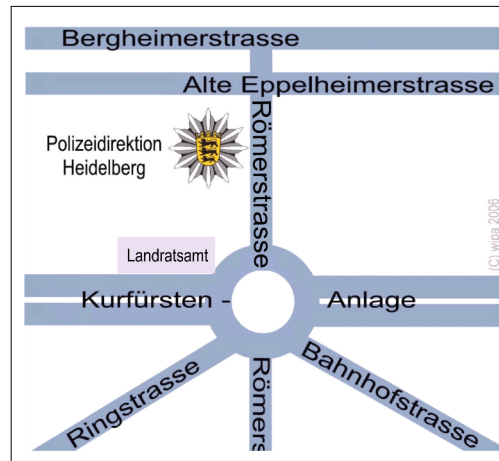 Bergheimerstrasse
Alte Eppelheimerstrasse
Römerstrasse
Polizeidirektion
Heidelberg
(C) wipa 2006
Landratsamt
Kurfürsten - Anlage
Ringstrasse
Römers
Bahnhofstrasse